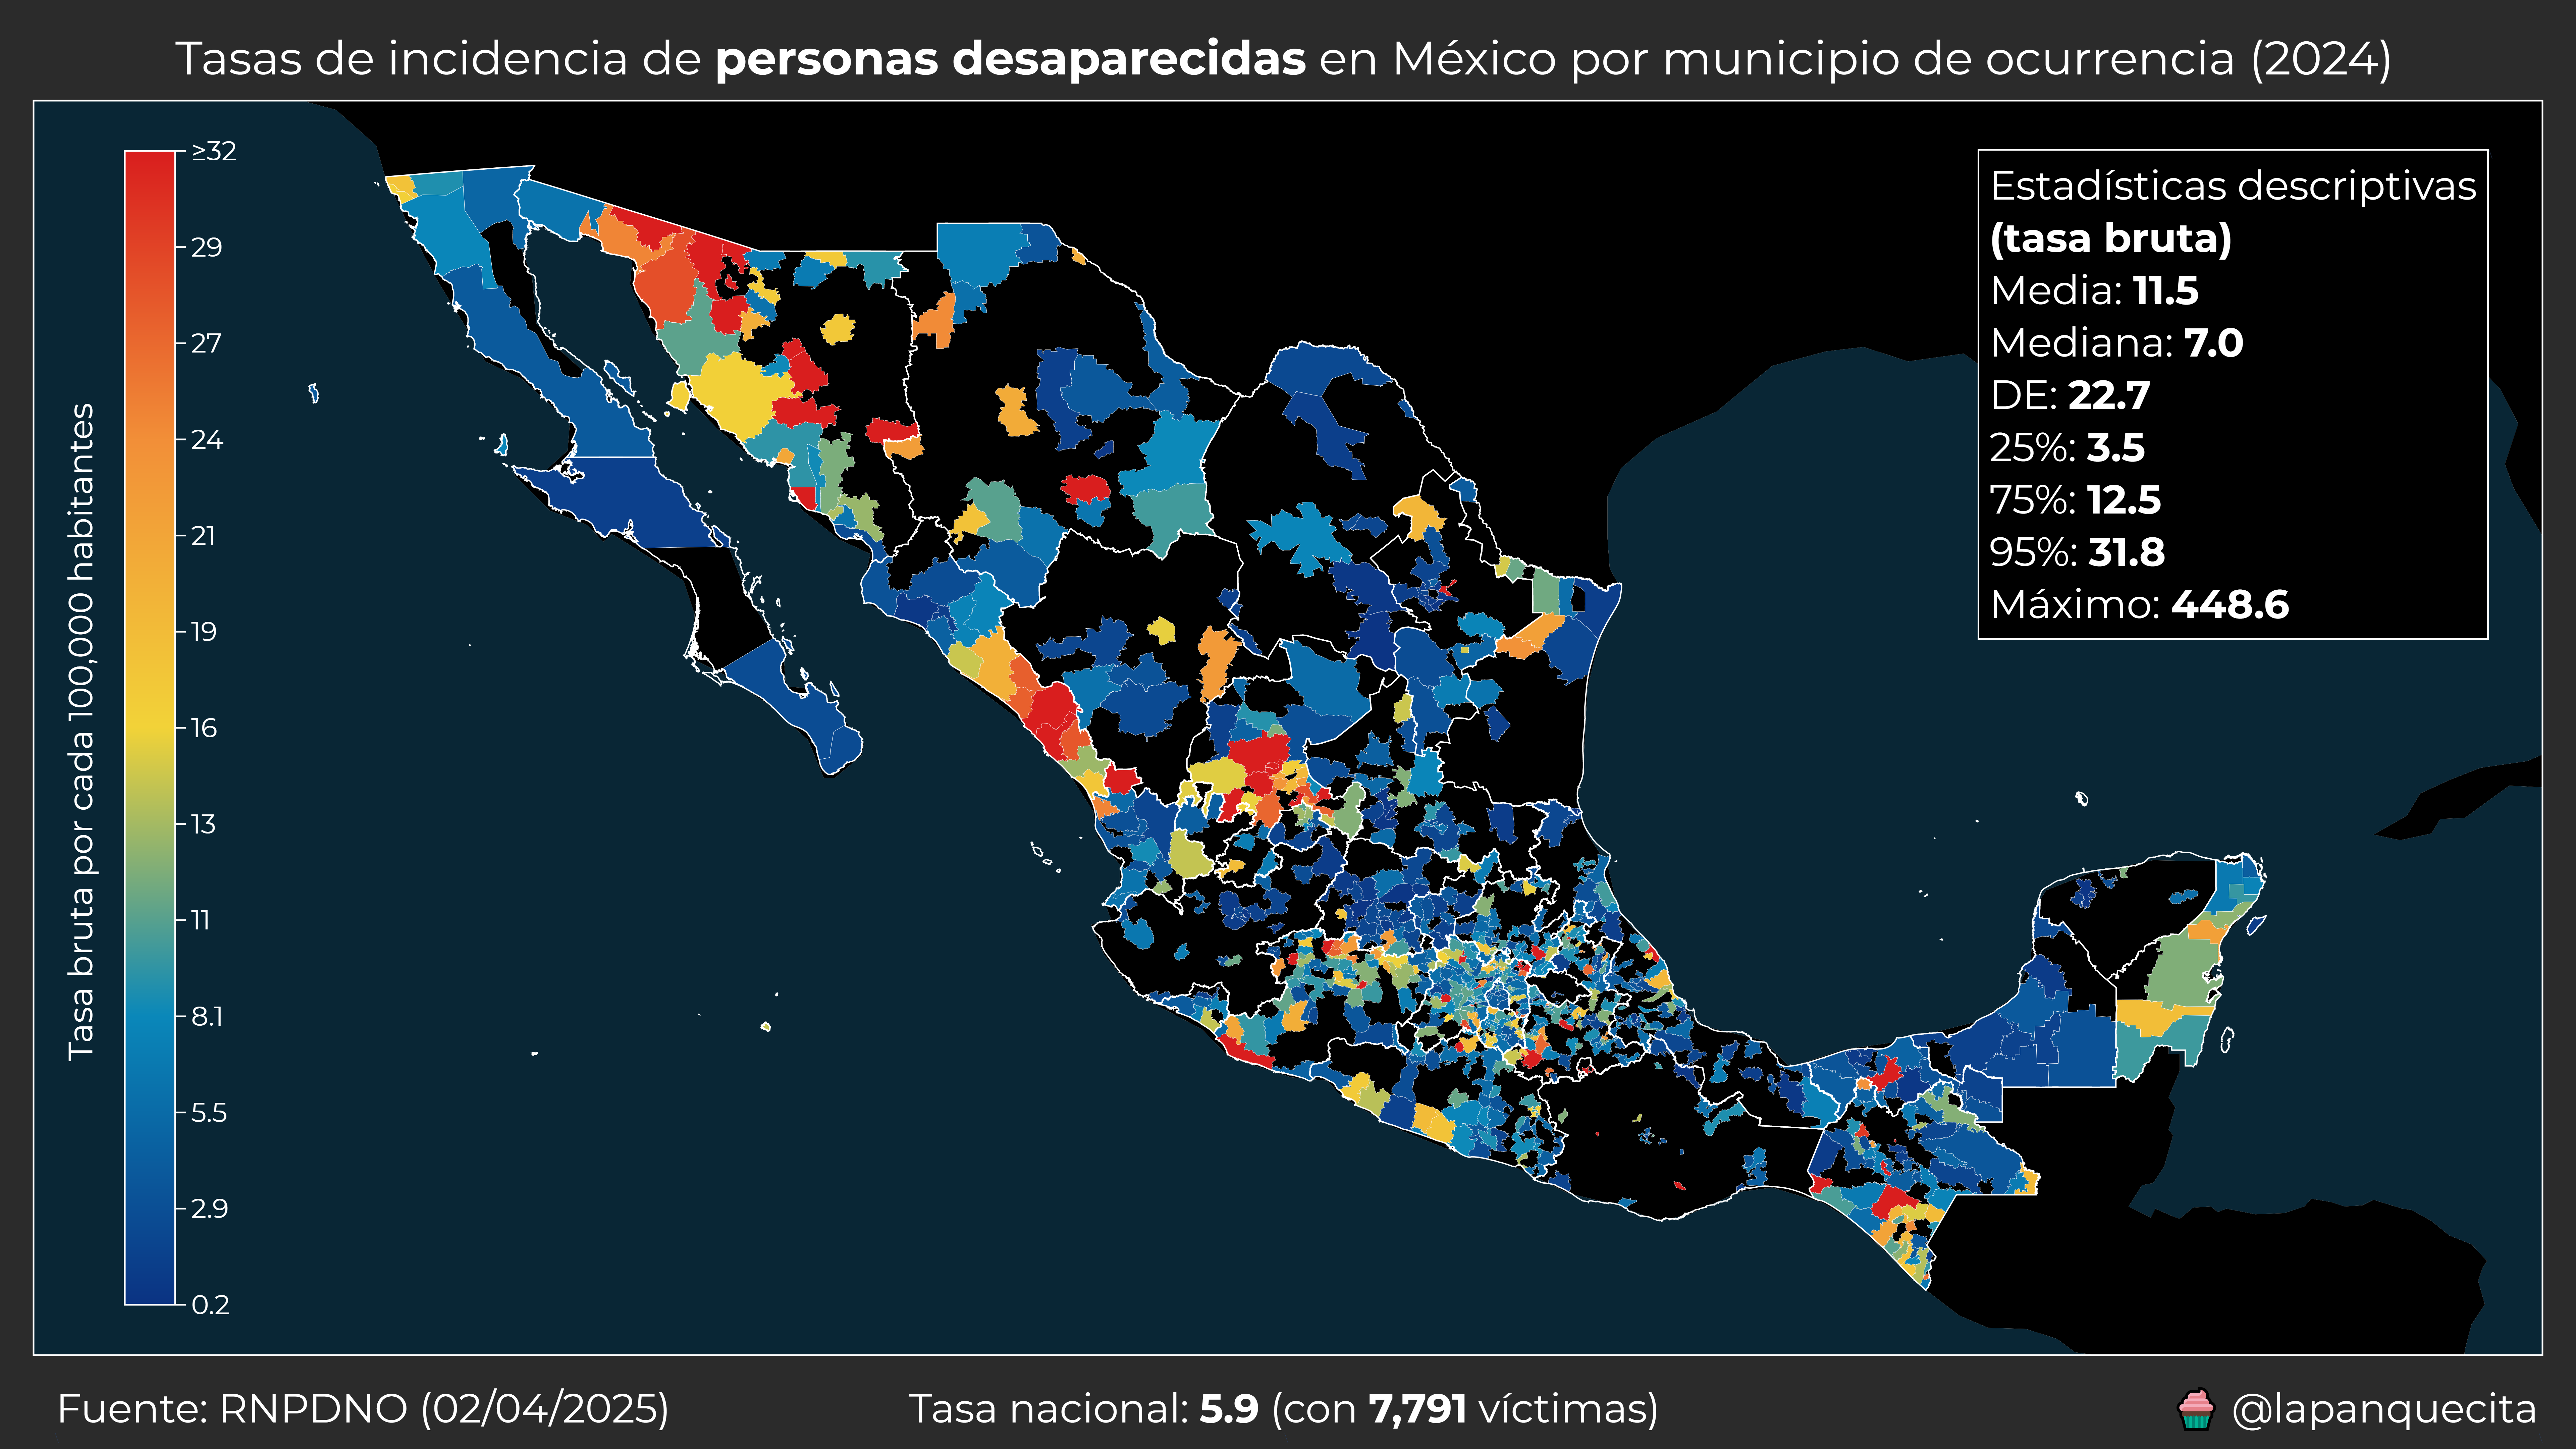 Tasas de incidencia de personas desaparecidas en México por municipio de ocurrencia (2024)
Tasa bruta por cada 100,000 habitantes
≥32
29
27
24
21
19
16
13
11
8.1
5.5
2.9
0.2
Estadísticas descriptivas
(tasa bruta)
Media: 11.5
Mediana: 7.0
DE: 22.7
25%: 3.5
75%: 12.5
95%: 31.8
Máximo: 448.6
Fuente: RNPDNO (02/04/2025)
Tasa nacional: 5.9 (con 7,791 víctimas)
@lapanquecita